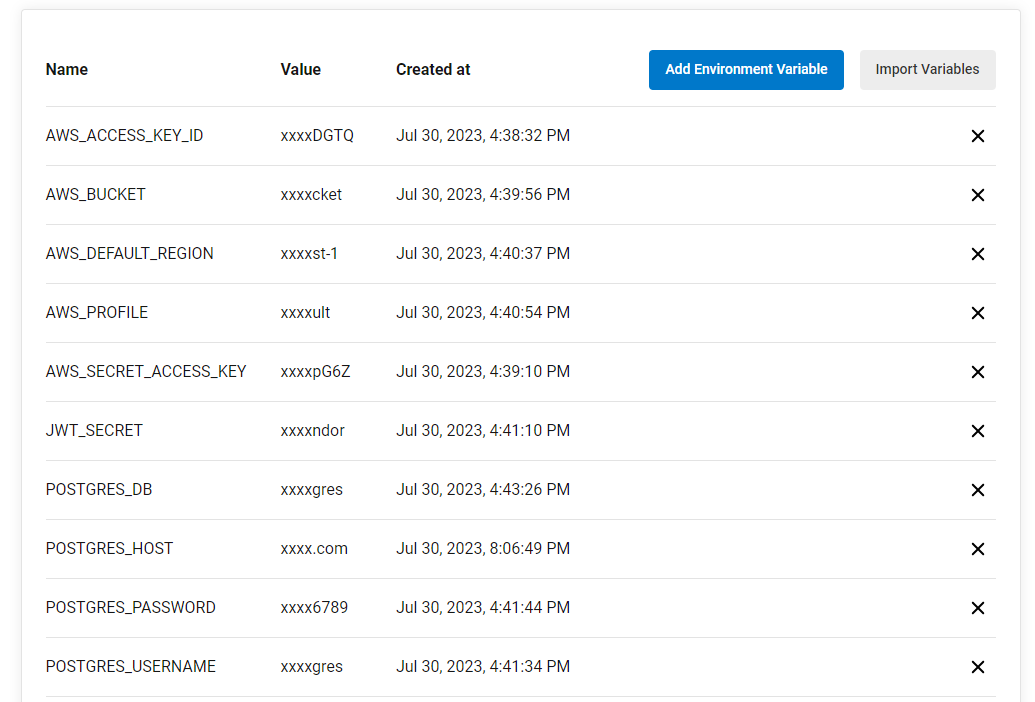 Name Value Created at Add Environment Variable Import Variables
AWS_ACCESS_KEY_ID xxxxDGTQ Jul 30, 2023, 4:38:32 PM
AWS_BUCKET xxxxcket Jul 30, 2023, 4:39:56 PM
AWS_DEFAULT_REGION xxxxst-1 Jul 30, 2023, 4:40:37 PM
AWS_PROFILE xxxxult Jul 30, 2023, 4:40:54 PM
AWS_SECRET_ACCESS_KEY xxxxpG6Z Jul 30, 2023, 4:39:10 PM
JWT_SECRET xxxxndor Jul 30, 2023, 4:41:10 PM
POSTGRES_DB xxxxgres Jul 30, 2023, 4:43:26 PM
POSTGRES_HOST xxxx.com Jul 30, 2023, 8:06:49 PM
POSTGRES_PASSWORD xxxx6789 Jul 30, 2023, 4:41:44 PM
POSTGRES_USERNAME xxxxgres Jul 30, 2023, 4:41:34 PM